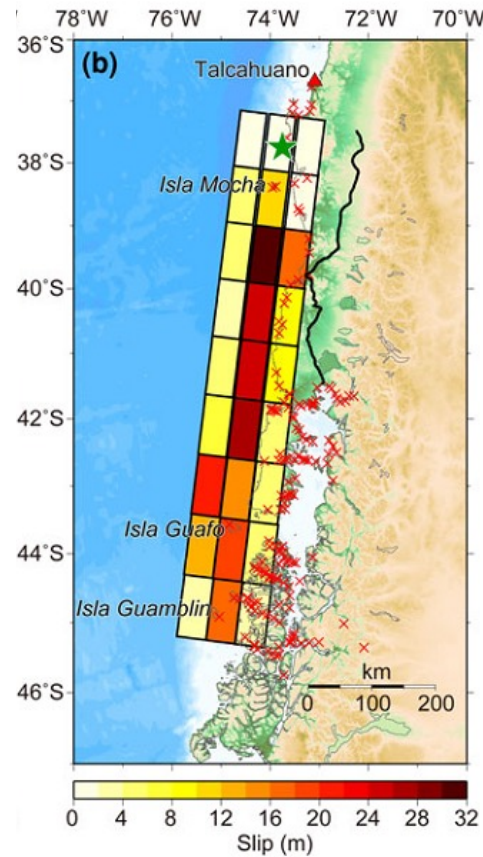 78°W 76°W 74°W 72°W 70°W
36°S
(b)
Talcahuano
38°S
Isla Mocha
40°S
42°S
Isla Guafo
44°S
Isla Guamblin
km
46°S
0 100 200
0 4 8 12 16 20 24 28 32
Slip (m)